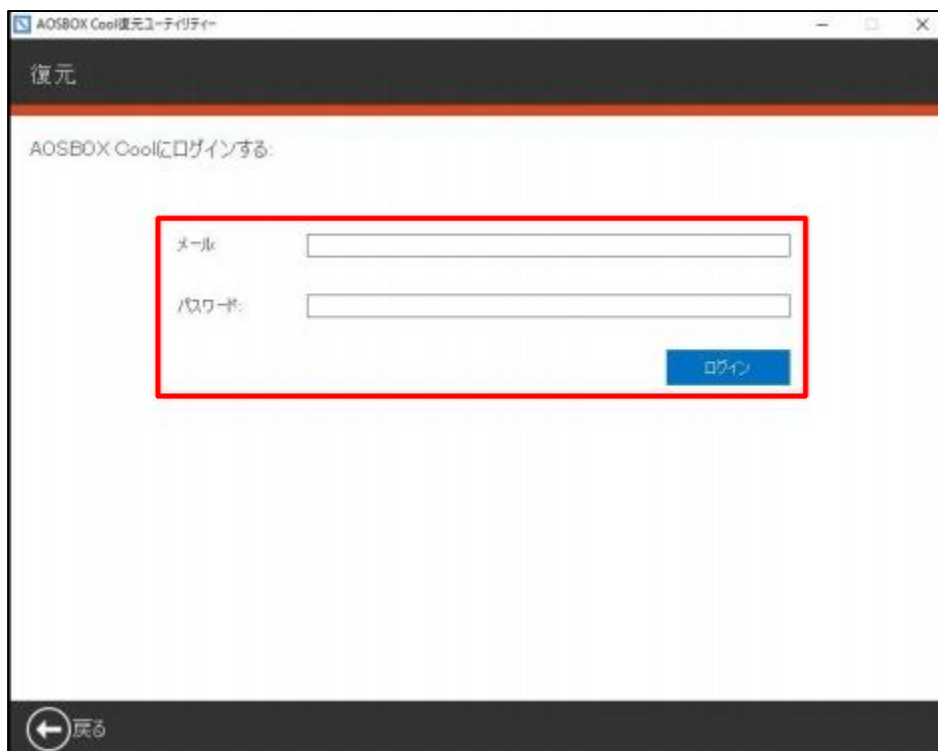 AOSBOX Cool復元ユーティリティー
復元
AOSBOX Coolにログインする:
メール:
パスワード:
ログイン
戻る